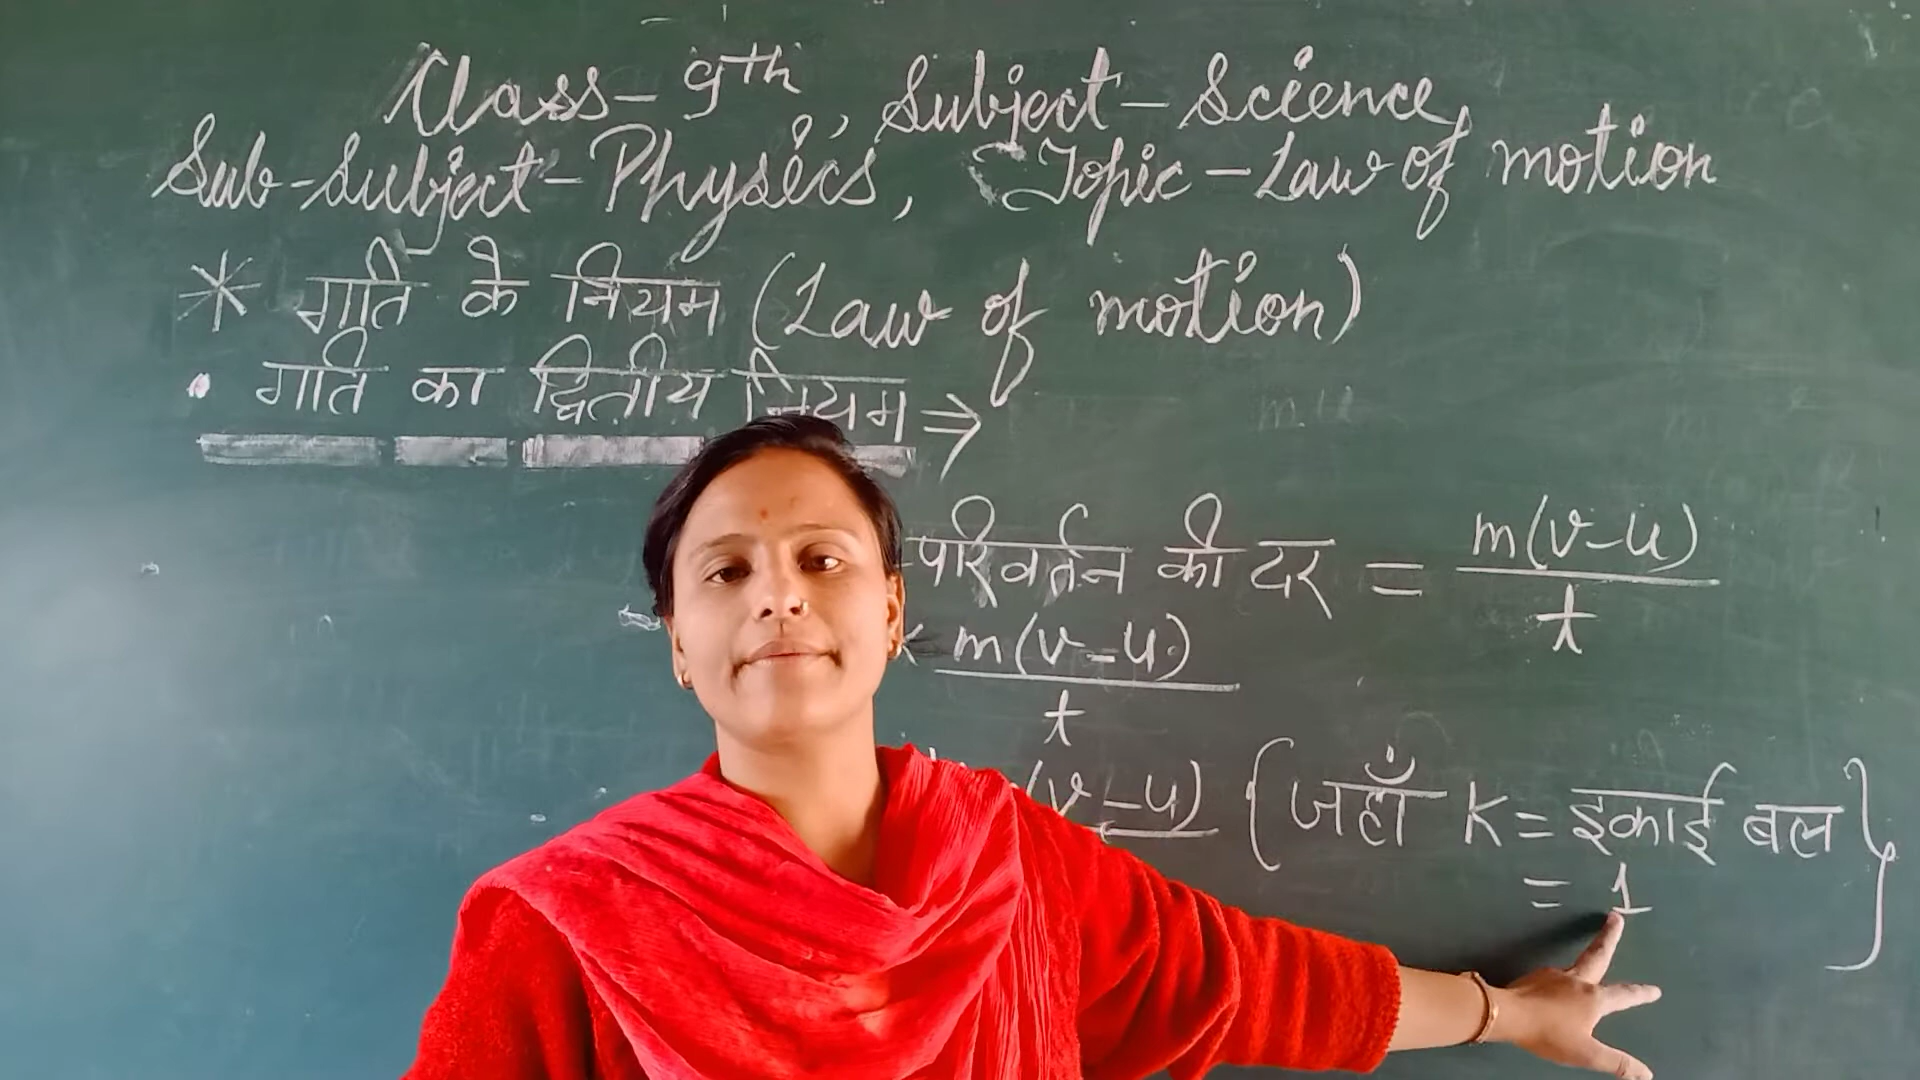 Class-9th, Subject-Science,
Sub-Subject-Physics, Topic-Law of motion
* गति के नियम (Law of motion)
• गति का द्वितीय नियम ⇒
परिवर्तन की दर = m(v-u)/t
m(v-u)/t
(v-u) {जहाँ K = इकाई बल}
= 1